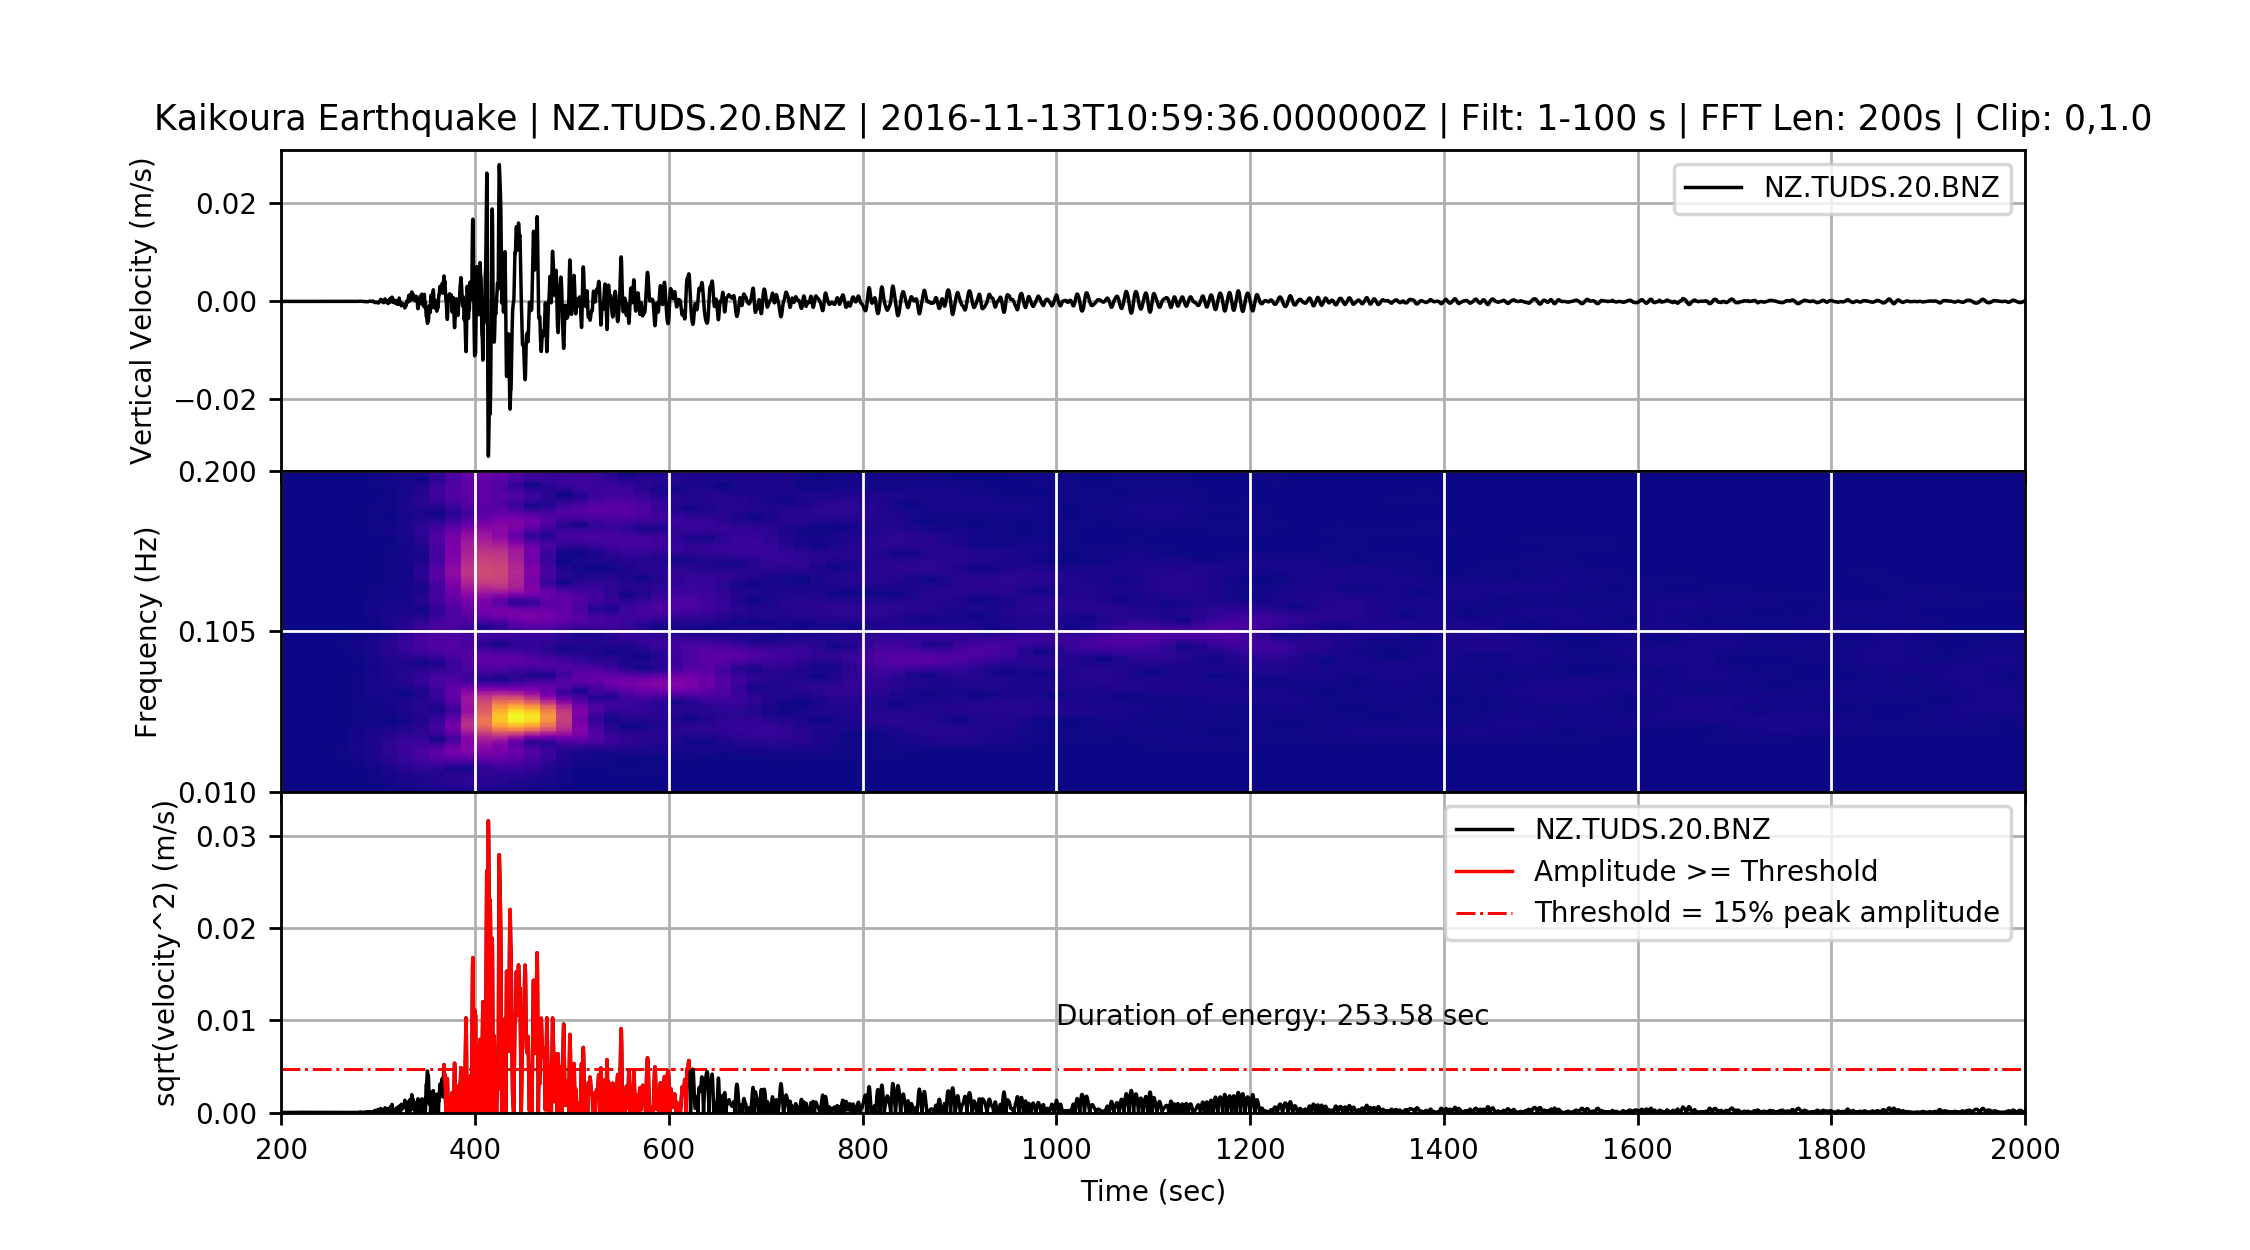 Kaikoura Earthquake | NZ.TUDS.20.BNZ | 2016-11-13T10:59:36.000000Z | Filt: 1-100 s | FFT Len: 200s | Clip: 0,1.0
Vertical Velocity (m/s)
0.02
0.00
−0.02
NZ.TUDS.20.BNZ
Frequency (Hz)
0.200
0.105
0.010
sqrt(velocity^2) (m/s)
0.03
0.02
0.01
0.00
NZ.TUDS.20.BNZ
Amplitude >= Threshold
Threshold = 15% peak amplitude
Duration of energy: 253.58 sec
200 400 600 800 1000 1200 1400 1600 1800 2000
Time (sec)